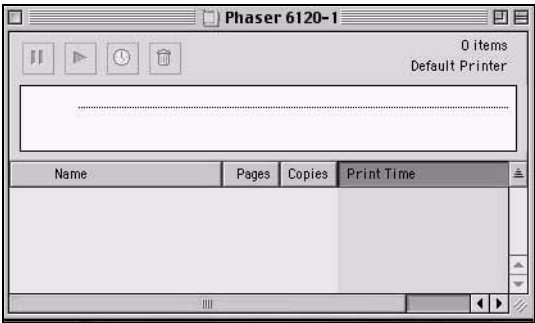 Phaser 6120-1
0 items
Default Printer
Name Pages Copies Print Time